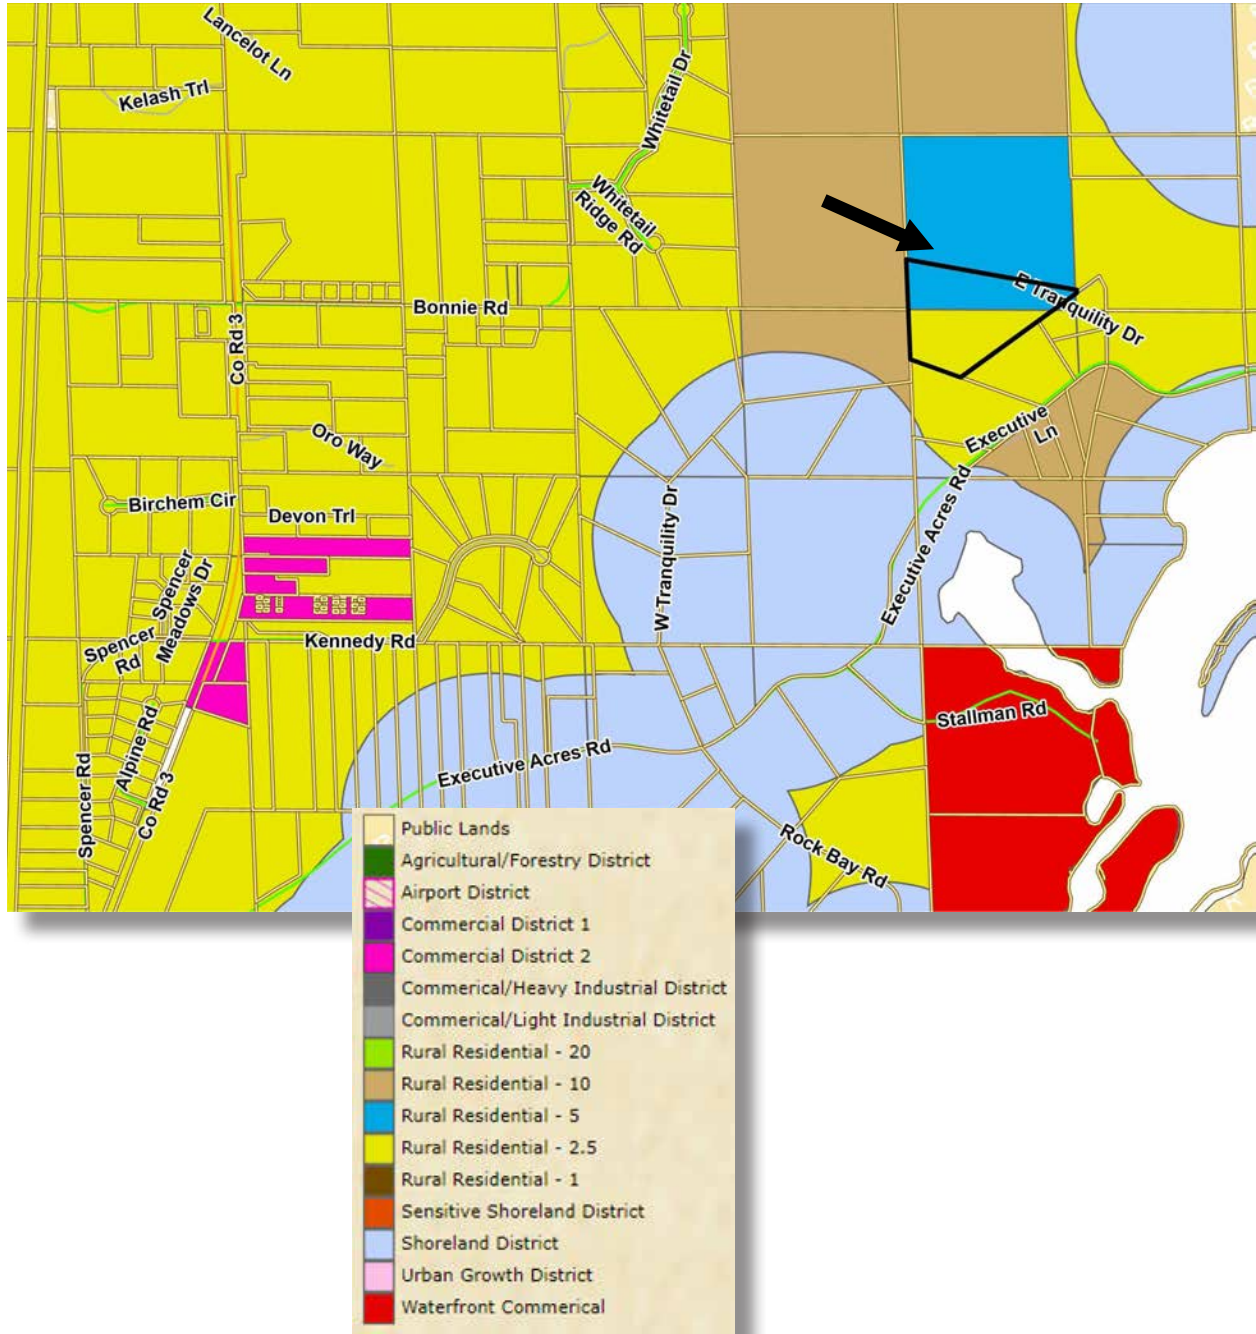 Lancelot Ln
Kelash Trl
Whitetail Dr
Whitetail
Ridge Rd
E Tranquility Dr
Bonnie Rd
Co Rd 3
Oro Way
Executive
Ln
Birchem Cir
Devon Trl
W Tranquility Dr
Executive Acres Rd
Spencer
Meadows Dr
Spencer
Rd
Kennedy Rd
Stallman Rd
Alpine Rd
Executive Acres Rd
Spencer Rd
Co Rd 3
Rock Bay Rd
Public Lands
Agricultural/Forestry District
Airport District
Commercial District 1
Commercial District 2
Commerical/Heavy Industrial District
Commerical/Light Industrial District
Rural Residential - 20
Rural Residential - 10
Rural Residential - 5
Rural Residential - 2.5
Rural Residential - 1
Sensitive Shoreland District
Shoreland District
Urban Growth District
Waterfront Commerical